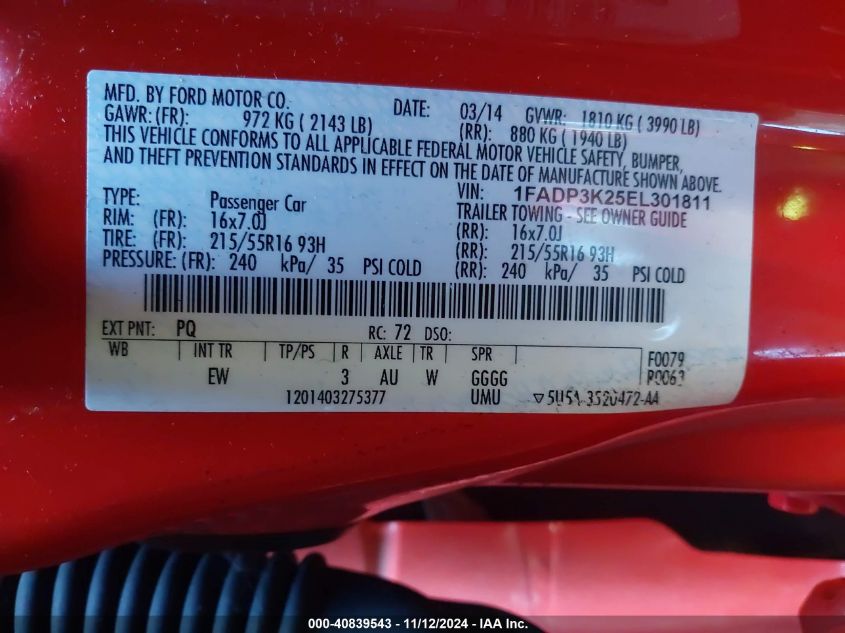 MFD. BY FORD MOTOR CO. DATE: 03/14 GVWR: 1810 KG ( 3990 LB)
GAWR: (FR): 972 KG ( 2143 LB) (RR): 880 KG ( 1940 LB)
THIS VEHICLE CONFORMS TO ALL APPLICABLE FEDERAL MOTOR VEHICLE SAFETY, BUMPER,
AND THEFT PREVENTION STANDARDS IN EFFECT ON THE DATE OF MANUFACTURE SHOWN ABOVE.
VIN: 1FADP3K25EL301811
TYPE: Passenger Car TRAILER TOWING - SEE OWNER GUIDE
RIM: (FR): 16x7.0J (RR): 16x7.0J
TIRE: (FR): 215/55R16 93H (RR): 215/55R16 93H
PRESSURE: (FR): 240 kPa/ 35 PSI COLD (RR): 240 kPa/ 35 PSI COLD
EXT PNT: PQ RC: 72 DSO:
WB INT TR TP/PS R AXLE TR SPR F0079
EW 3 AU W GGGG P0063
1201403275377 UMU ▽5U5A-3520472-AA
000-40839543 - 11/12/2024 - IAA Inc.